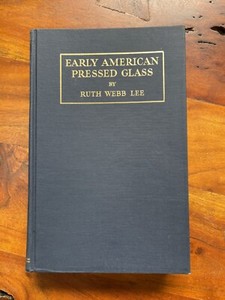 EARLY AMERICAN
PRESSED GLASS
BY
RUTH WEBB LEE